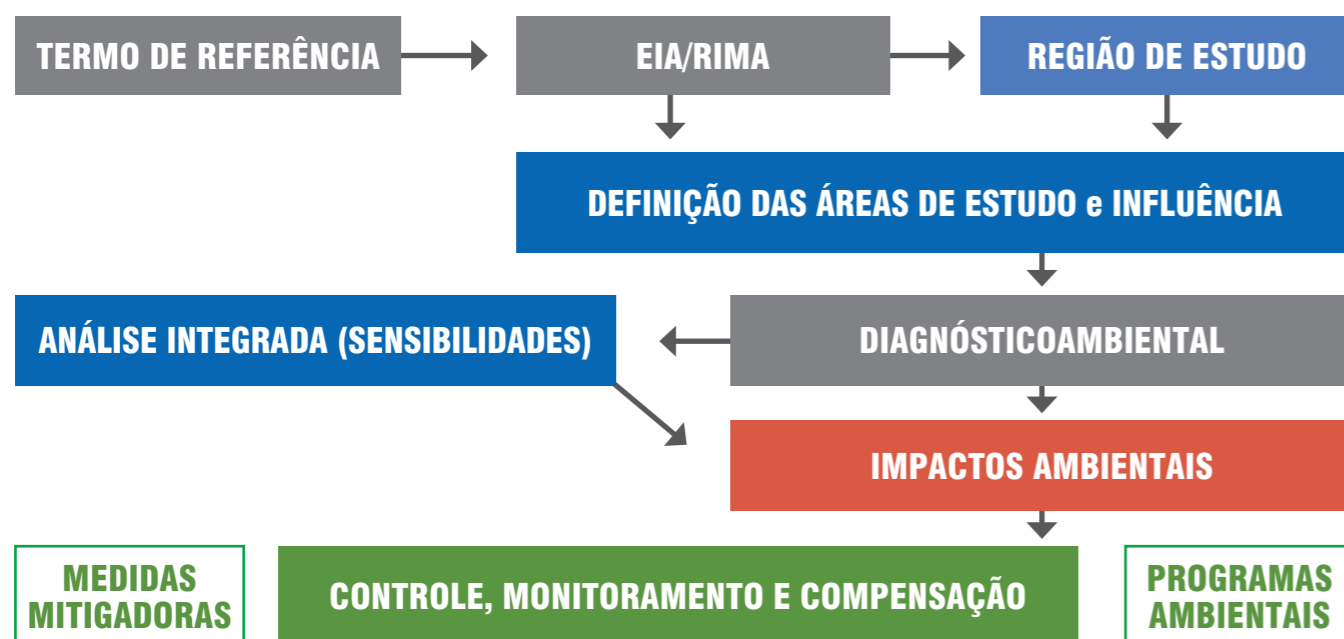 TERMO DE REFERÊNCIA
EIA/RIMA
REGIÃO DE ESTUDO
DEFINIÇÃO DAS ÁREAS DE ESTUDO e INFLUÊNCIA
ANÁLISE INTEGRADA (SENSIBILIDADES)
DIAGNÓSTICOAMBIENTAL
IMPACTOS AMBIENTAIS
MEDIDAS
MITIGADORAS
CONTROLE, MONITORAMENTO E COMPENSAÇÃO
PROGRAMAS
AMBIENTAIS